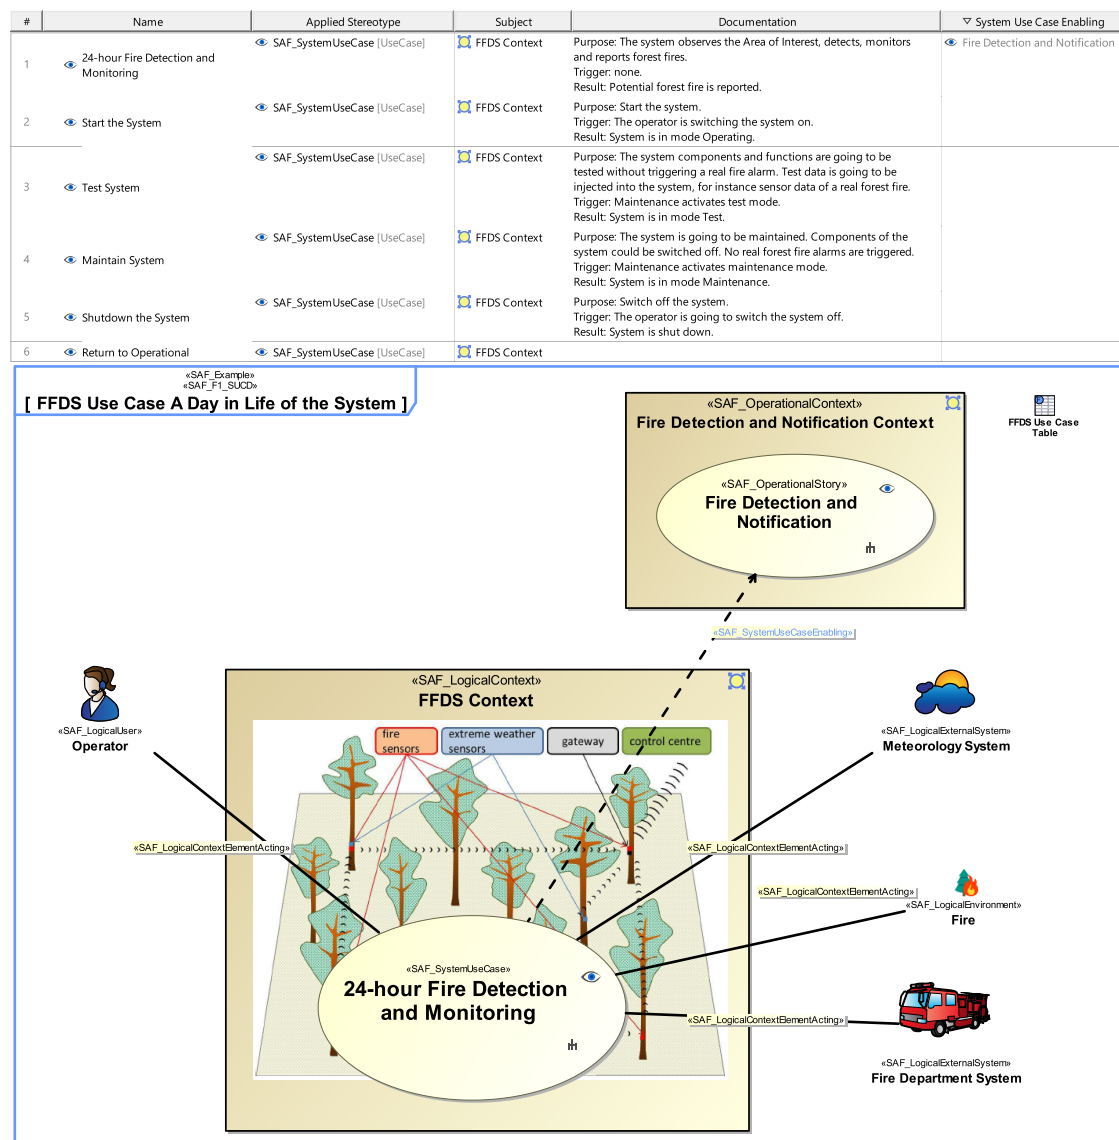 # Name Applied Stereotype Subject Documentation ▽ System Use Case Enabling
1 24-hour Fire Detection and Monitoring SAF_SystemUseCase [UseCase] FFDS Context Purpose: The system observes the Area of Interest, detects, monitors Fire Detection and Notification
and reports forest fires.
Trigger: none.
Result: Potential forest fire is reported.
2 Start the System SAF_SystemUseCase [UseCase] FFDS Context Purpose: Start the system.
Trigger: The operator is switching the system on.
Result: System is in mode Operating.
3 Test System SAF_SystemUseCase [UseCase] FFDS Context Purpose: The system components and functions are going to be
tested without triggering a real fire alarm. Test data is going to be
injected into the system, for instance sensor data of a real forest fire.
Trigger: Maintenance activates test mode.
Result: System is in mode Test.
4 Maintain System SAF_SystemUseCase [UseCase] FFDS Context Purpose: The system is going to be maintained. Components of the
system could be switched off. No real forest fire alarms are triggered.
Trigger: Maintenance activates maintenance mode.
Result: System is in mode Maintenance.
5 Shutdown the System SAF_SystemUseCase [UseCase] FFDS Context Purpose: Switch off the system.
Trigger: The operator is going to switch the system off.
Result: System is shut down.
6 Return to Operational SAF_SystemUseCase [UseCase] FFDS Context
«SAF_Example»
«SAF_F1_SUCD»
[ FFDS Use Case A Day in Life of the System ]
«SAF_OperationalContext»
Fire Detection and Notification Context
FFDS Use Case
Table
«SAF_OperationalStory»
Fire Detection and
Notification
«SAF_SystemUseCaseEnabling»
«SAF_LogicalContext»
FFDS Context
fire
sensors
extreme weather
sensors
gateway
control centre
«SAF_LogicalUser»
Operator
«SAF_LogicalExternalSystem»
Meteorology System
«SAF_LogicalContextElementActing»
«SAF_LogicalContextElementActing»
«SAF_LogicalContextElementActing»
«SAF_LogicalEnvironment»
Fire
«SAF_SystemUseCase»
24-hour Fire Detection
and Monitoring
«SAF_LogicalContextElementActing»
«SAF_LogicalExternalSystem»
Fire Department System